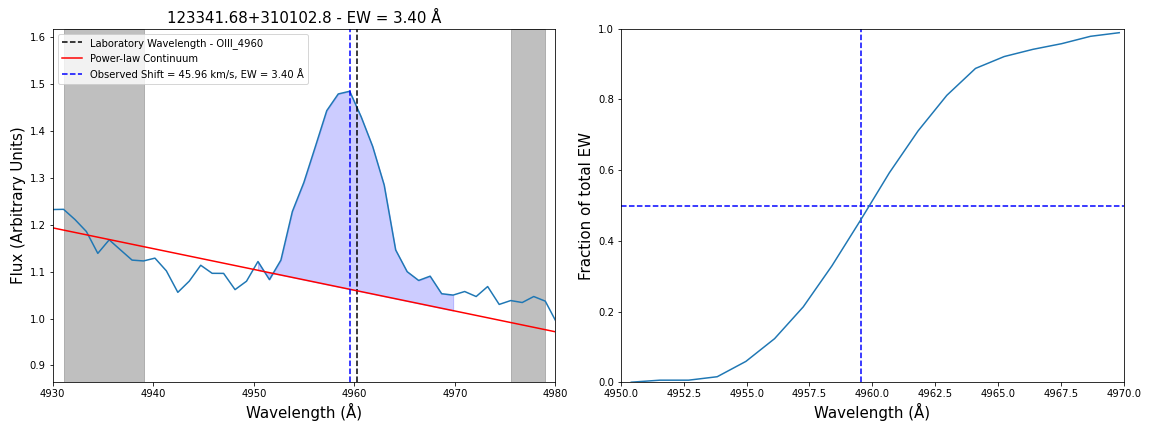 123341.68+310102.8 - EW = 3.40 Å
Laboratory Wavelength - OIII_4960
Power-law Continuum
Observed Shift = 45.96 km/s, EW = 3.40 Å
Flux (Arbitrary Units)
1.6
1.5
1.4
1.3
1.2
1.1
1.0
0.9
4930 4940 4950 4960 4970 4980
Wavelength (Å)
Fraction of total EW
1.0
0.8
0.6
0.4
0.2
0.0
4950.0 4952.5 4955.0 4957.5 4960.0 4962.5 4965.0 4967.5 4970.0
Wavelength (Å)